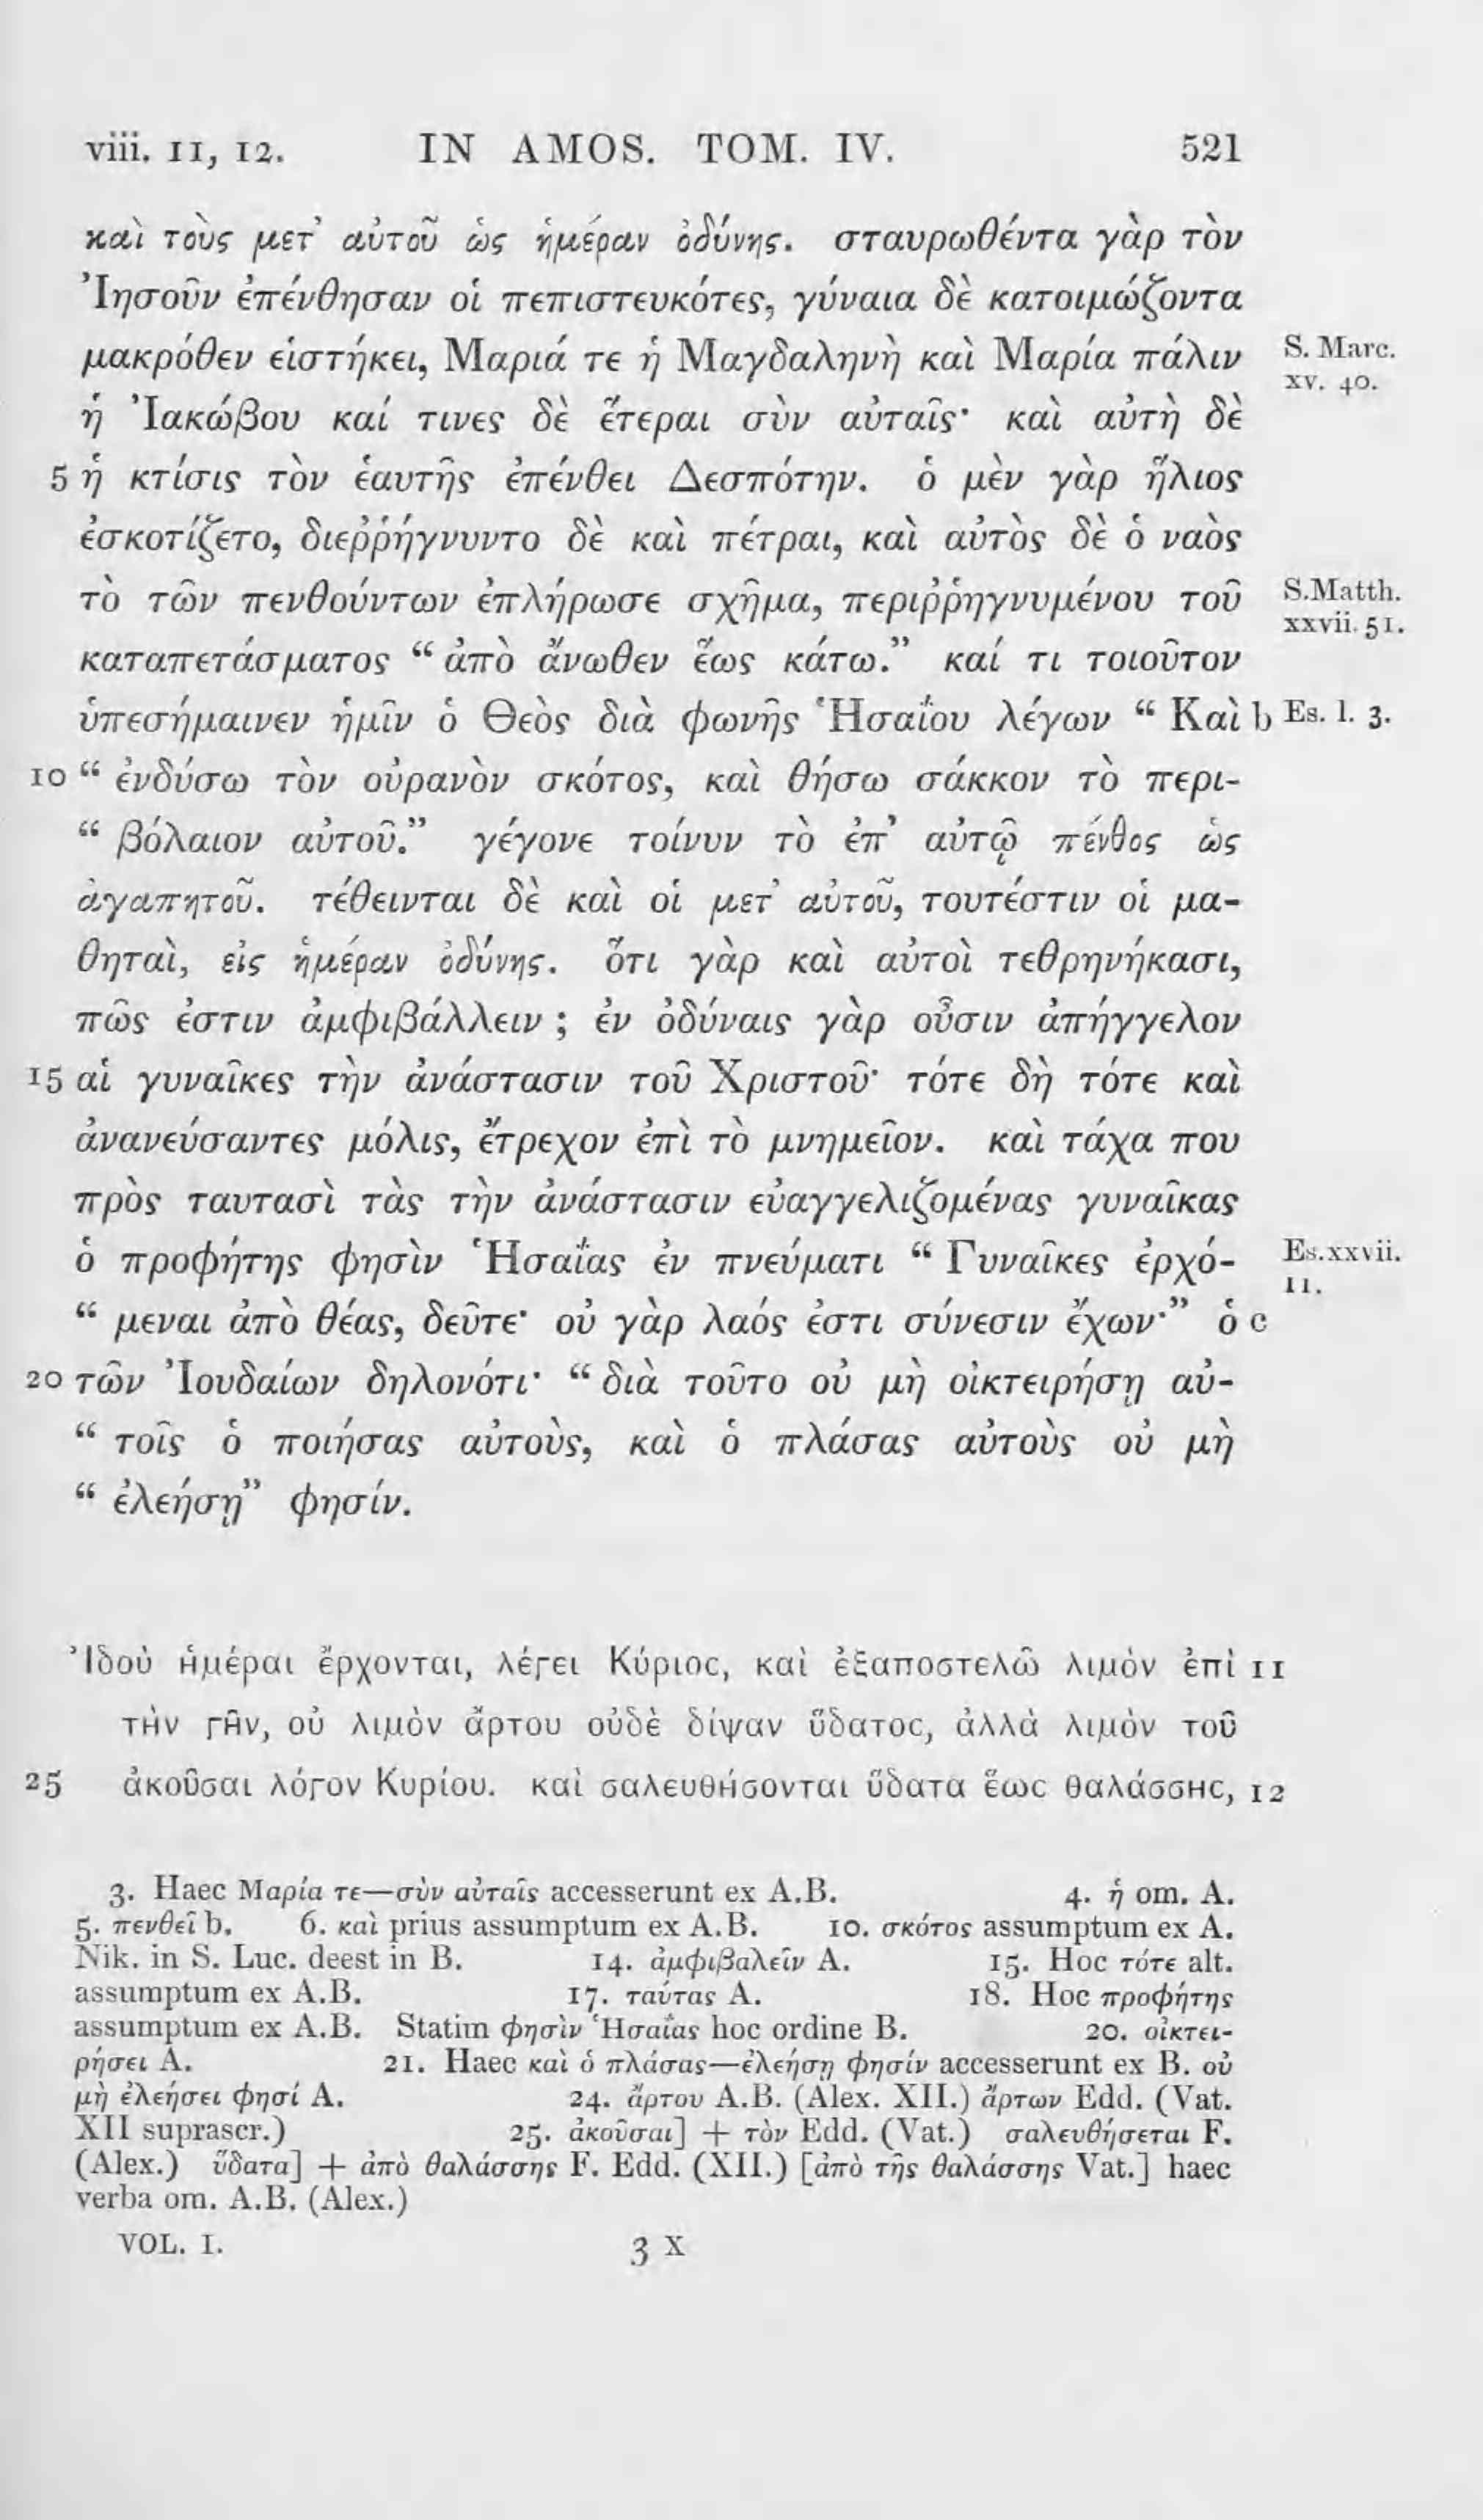 viii. 11, 12. IN AMOS. TOM. IV. 521
καὶ τοὺς μετ᾽ αὐτοῦ ὡς ἡμέραν ὀδύνης. σταυρωθέντα γὰρ τὸν
Ἰησοῦν ἐπένθησαν οἱ πεπιστευκότες, γύναια δὲ κατοιμώζοντα
μακρόθεν εἱστήκει, Μαριά τε ἡ Μαγδαληνὴ καὶ Μαρία πάλιν S. Marc.
xv. 40.
ἡ Ἰακώβου καί τινες δὲ ἕτεραι σὺν αὐταῖς· καὶ αὐτὴ δὲ
5 ἡ κτίσις τὸν ἑαυτῆς ἐπένθει Δεσπότην. ὁ μὲν γὰρ ἥλιος
ἐσκοτίζετο, διεῤῥήγνυντο δὲ καὶ πέτραι, καὶ αὐτὸς δὲ ὁ ναὸς
τὸ τῶν πενθούντων ἐπλήρωσε σχῆμα, περιῤῥηγνυμένου τοῦ S.Matth.
xxvii. 51.
καταπετάσματος “ ἀπὸ ἄνωθεν ἕως κάτω.” καί τι τοιοῦτον
ὑπεσήμαινεν ἡμῖν ὁ Θεὸς διὰ φωνῆς Ἡσαΐου λέγων “ Καὶ b Es. l. 3.
10 “ ἐνδύσω τὸν οὐρανὸν σκότος, καὶ θήσω σάκκον τὸ περι-
“ βόλαιον αὐτοῦ.” γέγονε τοίνυν τὸ ἐπ᾽ αὐτῷ πένθος ὡς
ἀγαπητοῦ. τέθεινται δὲ καὶ οἱ μετ᾽ αὐτοῦ, τουτέστιν οἱ μα-
θηταὶ, εἰς ἡμέραν ὀδύνης. ὅτι γὰρ καὶ αὐτοὶ τεθρηνήκασι,
πῶς ἐστιν ἀμφιβάλλειν ; ἐν ὀδύναις γὰρ οὖσιν ἀπήγγελον
15 αἱ γυναῖκες τὴν ἀνάστασιν τοῦ Χριστοῦ· τότε δὴ τότε καὶ
ἀνανεύσαντες μόλις, ἔτρεχον ἐπὶ τὸ μνημεῖον. καὶ τάχα που
πρὸς ταυτασὶ τὰς τὴν ἀνάστασιν εὐαγγελιζομένας γυναῖκας
ὁ προφήτης φησὶν Ἡσαΐας ἐν πνεύματι “ Γυναῖκες ἐρχό- Es.xxvii.
11.
“ μεναι ἀπὸ θέας, δεῦτε· οὐ γὰρ λαός ἐστι σύνεσιν ἔχων·” ὁ c
20 τῶν Ἰουδαίων δηλονότι· “ διὰ τοῦτο οὐ μὴ οἰκτειρήσῃ αὐ-
“ τοῖς ὁ ποιήσας αὐτοὺς, καὶ ὁ πλάσας αὐτοὺς οὐ μὴ
“ ἐλεήσῃ” φησίν.
Ἰδοὺ ἡμέραι ἔρχονται, λέγει Κύριος, καὶ ἐξαποστελῶ λιμὸν ἐπὶ 11
τὴν γῆν, οὐ λιμὸν ἄρτου οὐδὲ δίψαν ὕδατος, ἀλλὰ λιμὸν τοῦ
25 ἀκοῦσαι λόγον Κυρίου. καὶ σαλευθήσονται ὕδατα ἕως θαλάσσης, 12
3. Haec Μαρία τε—σὺν αὐταῖς accesserunt ex A.B. 4. ἡ om. A.
5. πενθεῖ b. 6. καὶ prius assumptum ex A.B. 10. σκότος assumptum ex A.
Nik. in S. Luc. deest in B. 14. ἀμφιβαλεῖν A. 15. Hoc τότε alt.
assumptum ex A.B. 17. ταύτας A. 18. Hoc προφήτης
assumptum ex A.B. Statim φησὶν Ἡσαΐας hoc ordine B. 20. οἰκτει-
ρήσει A. 21. Haec καὶ ὁ πλάσας—ἐλεήσῃ φησίν accesserunt ex B. οὐ
μὴ ἐλεήσει φησί A. 24. ἄρτου A.B. (Alex. XII.) ἄρτων Edd. (Vat.
XII suprascr.) 25. ἀκοῦσαι] + τὸν Edd. (Vat.) σαλευθήσεται F.
(Alex.) ὕδατα] + ἀπὸ θαλάσσης F. Edd. (XII.) [ἀπὸ τῆς θαλάσσης Vat.] haec
verba om. A.B. (Alex.)
VOL. I. 3 X